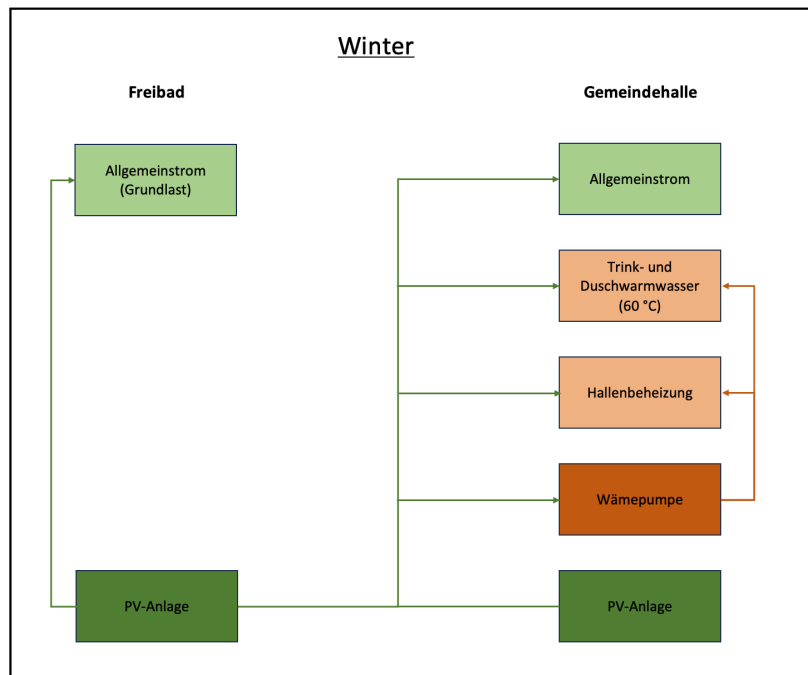 Winter
Freibad
Gemeindehalle
Allgemeinstrom
(Grundlast)
Allgemeinstrom
Trink- und
Duschwarmwasser
(60 °C)
Hallenbeheizung
Wämepumpe
PV-Anlage
PV-Anlage